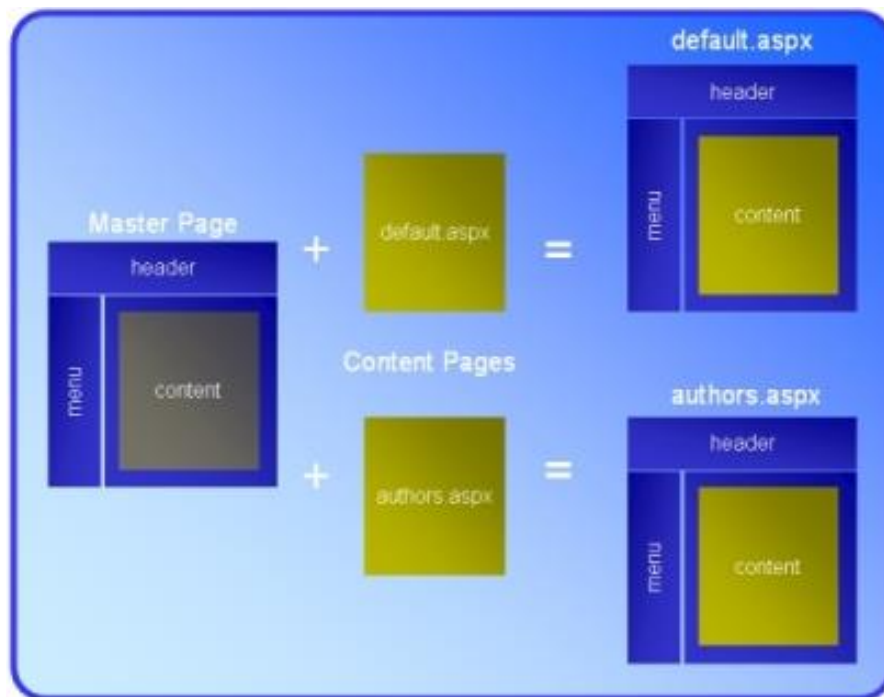 default.aspx
header
menu
content
Master Page
header
menu
content
+
default.aspx
=
Content Pages
+
authors.aspx
=
authors.aspx
header
menu
content